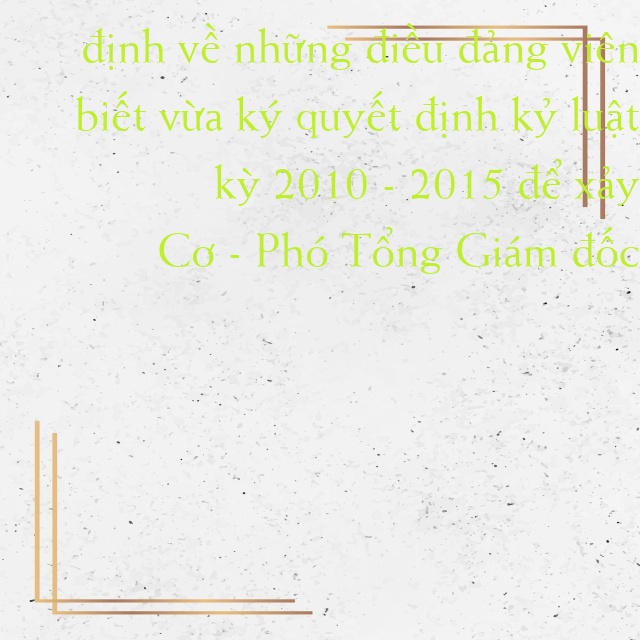 định về những điều đảng viên
biết vừa ký quyết định kỷ luật
kỳ 2010 - 2015 để xảy
Cơ - Phó Tổng Giám đốc